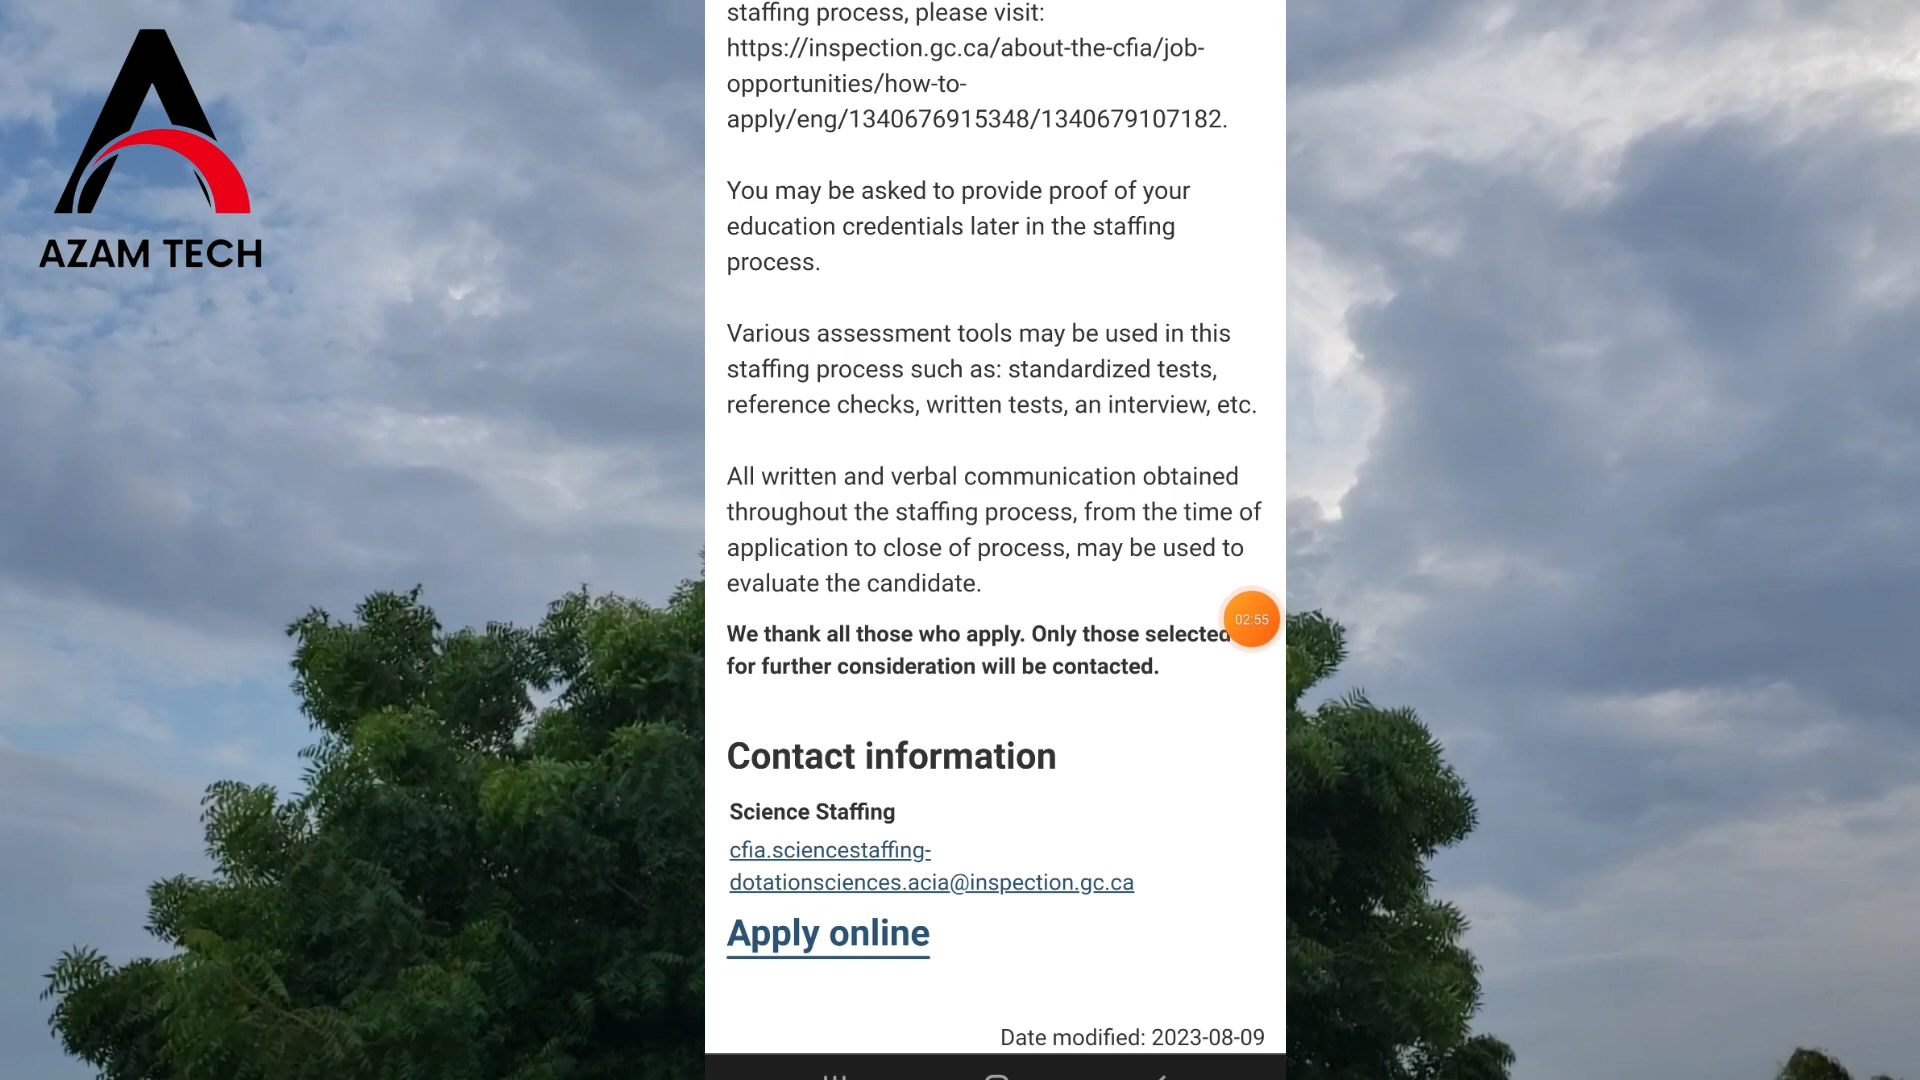 AZAM TECH
staffing process, please visit:
https://inspection.gc.ca/about-the-cfia/job-
opportunities/how-to-
apply/eng/1340676915348/1340679107182.
You may be asked to provide proof of your
education credentials later in the staffing
process.
Various assessment tools may be used in this
staffing process such as: standardized tests,
reference checks, written tests, an interview, etc.
All written and verbal communication obtained
throughout the staffing process, from the time of
application to close of process, may be used to
evaluate the candidate.
We thank all those who apply. Only those selected
02:55
for further consideration will be contacted.
Contact information
Science Staffing
cfia.sciencestaffing-
dotationsciences.acia@inspection.gc.ca
Apply online
Date modified: 2023-08-09